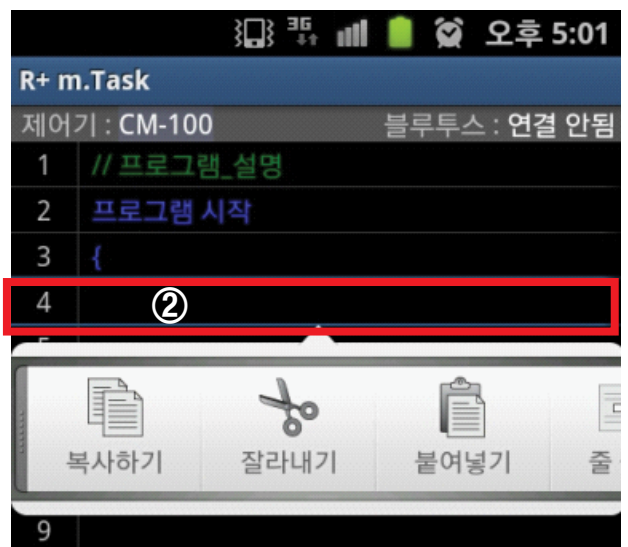 3G 오후 5:01
R+ m.Task
제어기 : CM-100 블루투스 : 연결 안됨
1 // 프로그램_설명
2 프로그램 시작
3 {
4 ②
복사하기 잘라내기 붙여넣기 줄
9